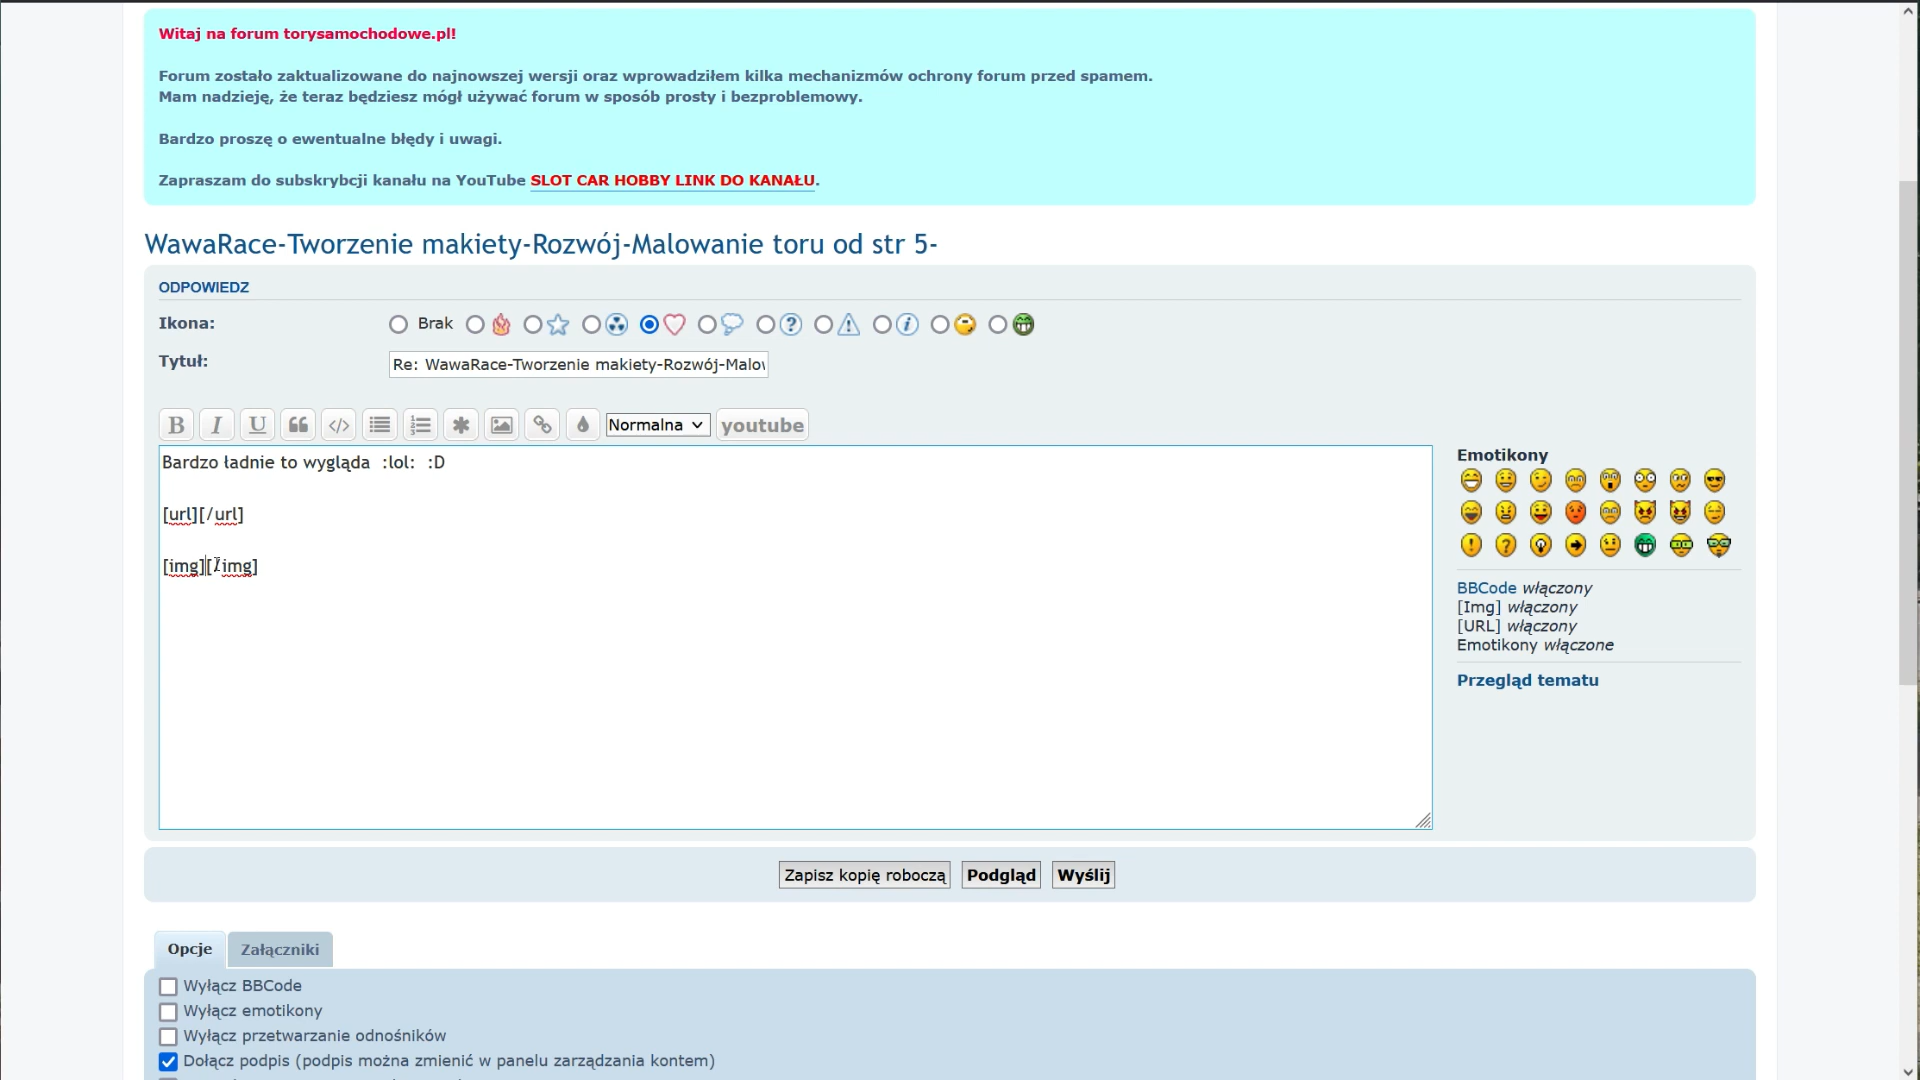 Witaj na forum torysamochodowe.pl!
Forum zostało zaktualizowane do najnowszej wersji oraz wprowadziłem kilka mechanizmów ochrony forum przed spamem.
Mam nadzieję, że teraz będziesz mógł używać forum w sposób prosty i bezproblemowy.
Bardzo proszę o ewentualne błędy i uwagi.
Zapraszam do subskrybcji kanału na YouTube SLOT CAR HOBBY LINK DO KANAŁU.
WawaRace-Tworzenie makiety-Rozwój-Malowanie toru od str 5-
ODPOWIEDZ
Ikona:
Brak
Tytuł:
Re: WawaRace-Tworzenie makiety-Rozwój-Malo
B I U Normalna youtube
Bardzo ładnie to wygląda :lol: :D
[url][/url]
[img][/img]
Emotikony
BBCode włączony
[Img] włączony
[URL] włączony
Emotikony włączone
Przegląd tematu
Zapisz kopię roboczą Podgląd Wyślij
Opcje Załączniki
Wyłącz BBCode
Wyłącz emotikony
Wyłącz przetwarzanie odnośników
Dołącz podpis (podpis można zmienić w panelu zarządzania kontem)